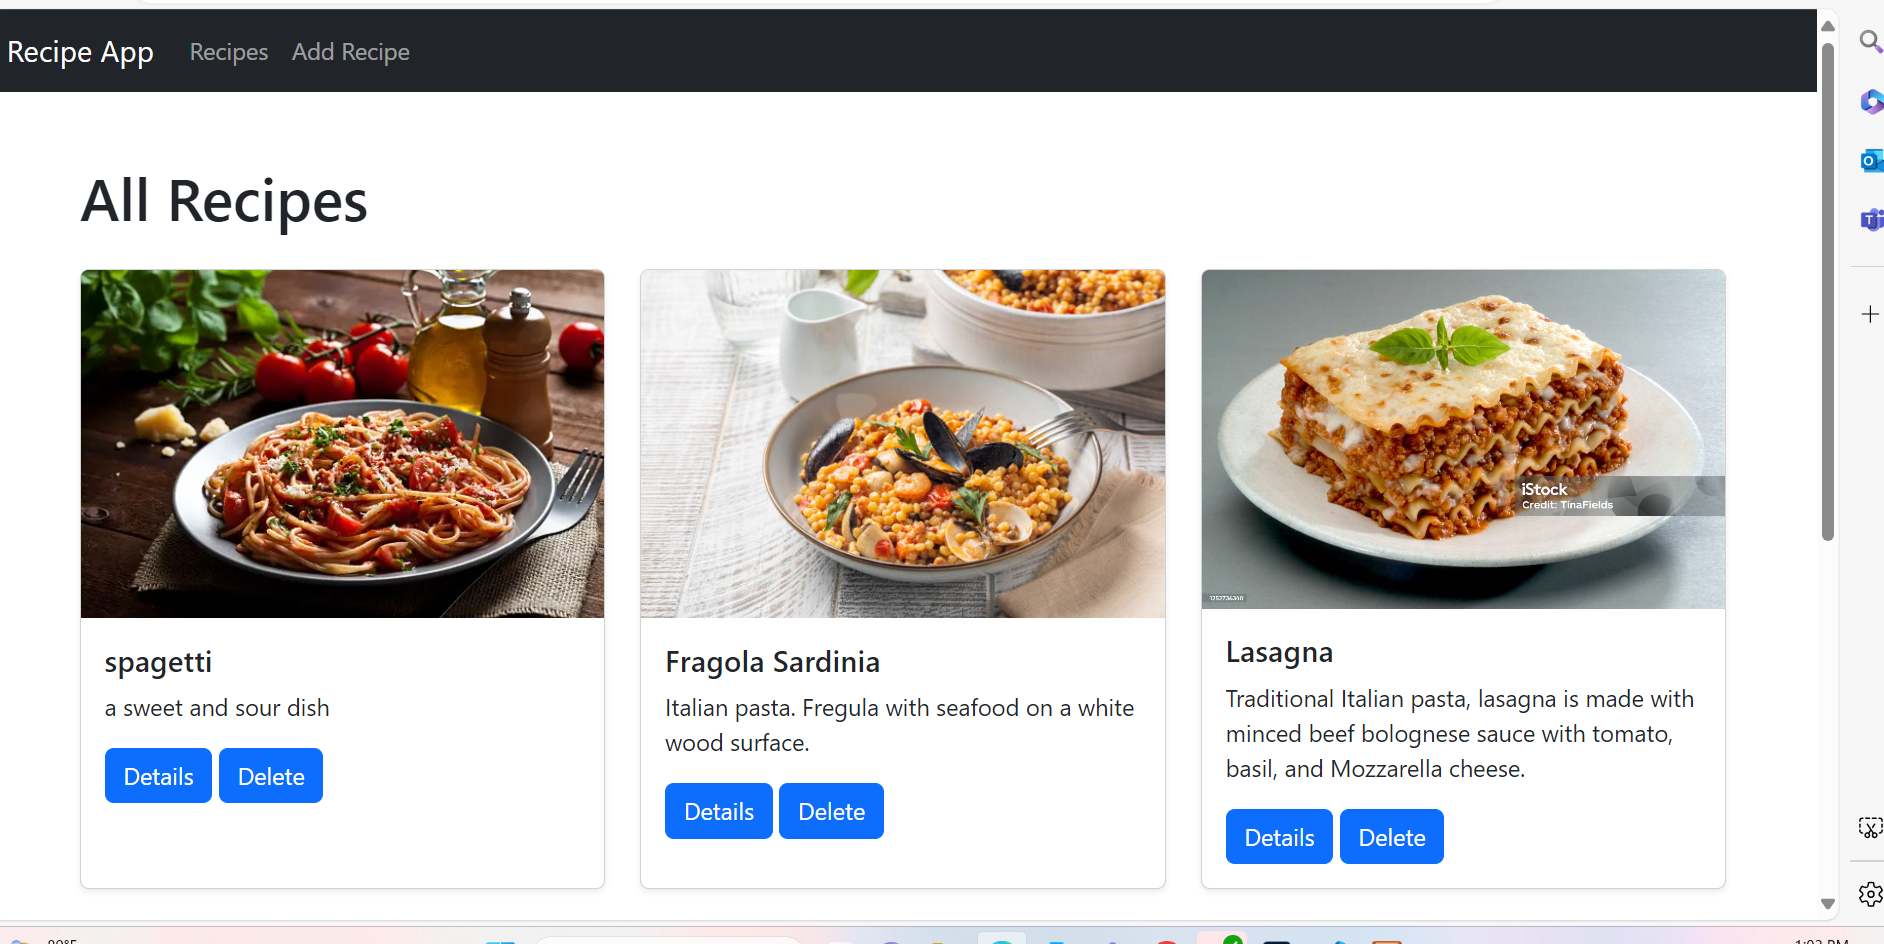 Recipe App Recipes Add Recipe
All Recipes
iStock
Credit: TinaFields
1252736340
spagetti
a sweet and sour dish
Details Delete
Fragola Sardinia
Italian pasta. Fregula with seafood on a white
wood surface.
Details Delete
Lasagna
Traditional Italian pasta, lasagna is made with
minced beef bolognese sauce with tomato,
basil, and Mozzarella cheese.
Details Delete